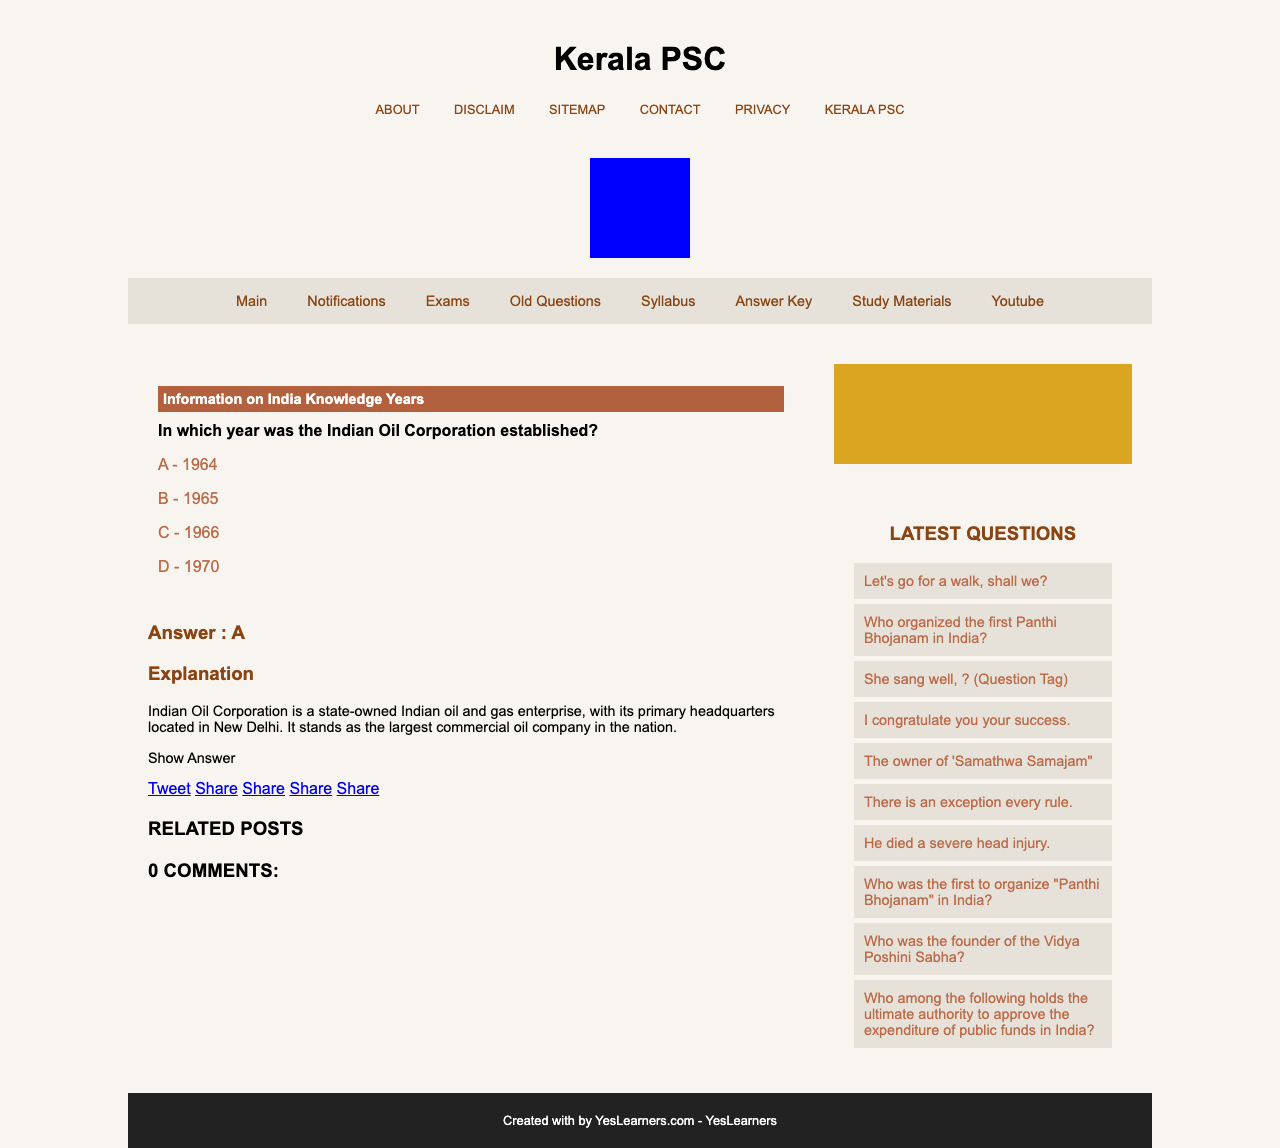 Kerala PSC
ABOUT DISCLAIM SITEMAP CONTACT PRIVACY KERALA PSC
Main Notifications Exams Old Questions Syllabus Answer Key Study Materials Youtube
Information on India Knowledge Years
In which year was the Indian Oil Corporation established?
A - 1964
B - 1965
C - 1966
D - 1970
Answer : A
Explanation
Indian Oil Corporation is a state-owned Indian oil and gas enterprise, with its primary headquarters
located in New Delhi. It stands as the largest commercial oil company in the nation.
Show Answer
Tweet Share Share Share Share
RELATED POSTS
0 COMMENTS:
LATEST QUESTIONS
Let's go for a walk, shall we?
Who organized the first Panthi
Bhojanam in India?
She sang well, ? (Question Tag)
I congratulate you your success.
The owner of 'Samathwa Samajam"
There is an exception every rule.
He died a severe head injury.
Who was the first to organize "Panthi
Bhojanam" in India?
Who was the founder of the Vidya
Poshini Sabha?
Who among the following holds the
ultimate authority to approve the
expenditure of public funds in India?
Created with by YesLearners.com - YesLearners